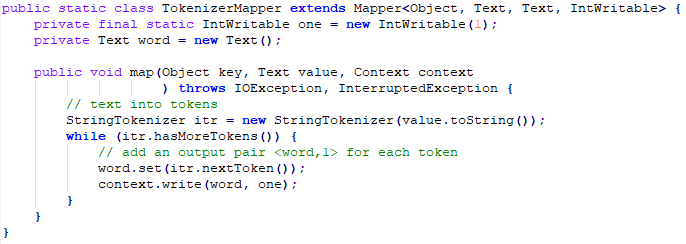 public static class TokenizerMapper extends Mapper<Object, Text, Text, IntWritable> {
    private final static IntWritable one = new IntWritable(1);
    private Text word = new Text();

    public void map(Object key, Text value, Context context
                    ) throws IOException, InterruptedException {
        // text into tokens
        StringTokenizer itr = new StringTokenizer(value.toString());
        while (itr.hasMoreTokens()) {
            // add an output pair <word,1> for each token
            word.set(itr.nextToken());
            context.write(word, one);
        }
    }
}